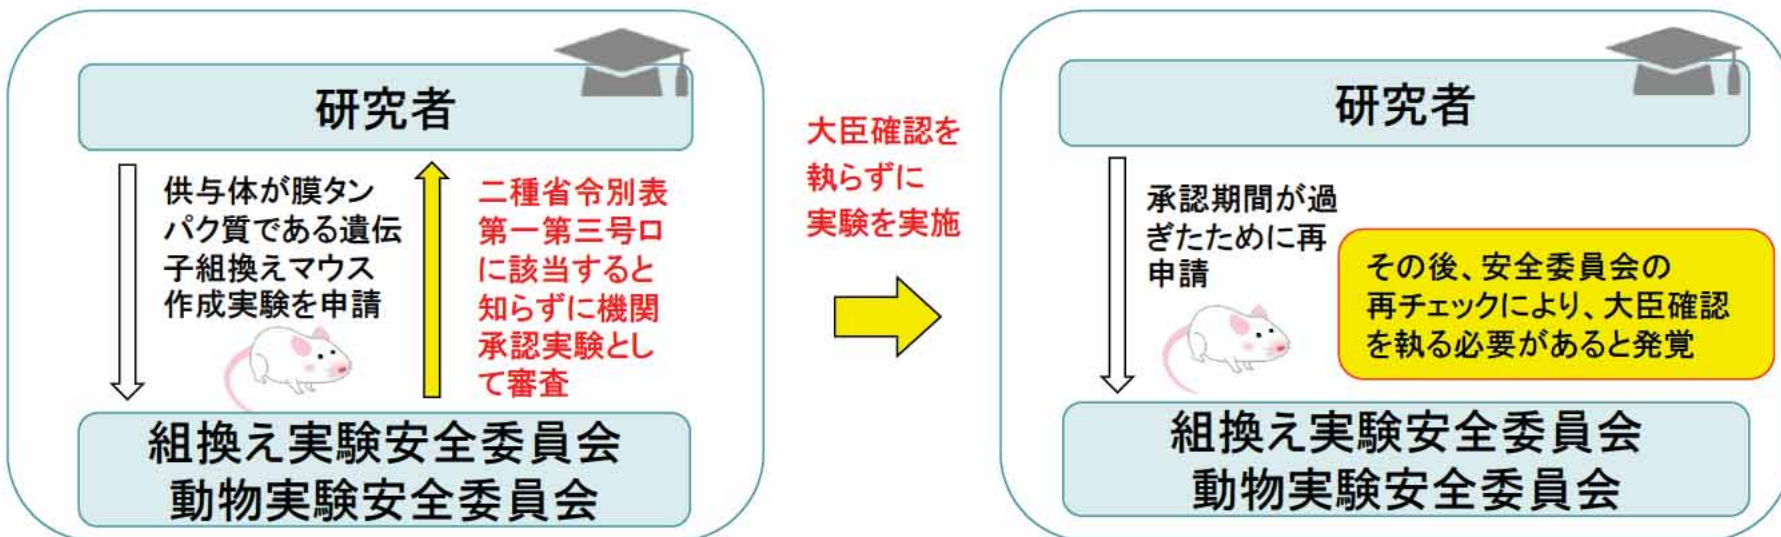 研究者
供与体が膜タン
パク質である遺伝
子組換えマウス
作成実験を申請
二種省令別表
第一第三号ロ
に該当すると
知らずに機関
承認実験とし
て審査
組換え実験安全委員会
動物実験安全委員会
大臣確認を
執らずに
実験を実施
研究者
承認期間が過
ぎたために再
申請
その後、安全委員会の
再チェックにより、大臣確認
を執る必要があると発覚
組換え実験安全委員会
動物実験安全委員会